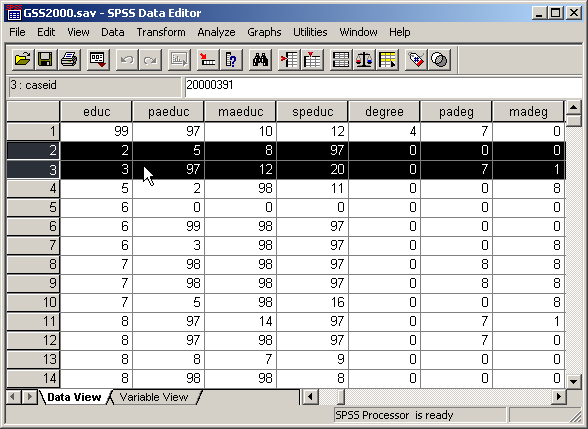 GSS2000.sav - SPSS Data Editor
File Edit View Data Transform Analyze Graphs Utilities Window Help
3 : caseid 20000391
educ paeduc maeduc speduc degree padeg madeg
1 99 97 10 12 4 7 0
2 2 5 8 97 0 0 0
3 3 97 12 20 0 7 1
4 5 2 98 11 0 0 8
5 6 0 0 0 0 0 0
6 6 99 98 97 0 0 8
7 6 3 98 97 0 0 8
8 7 98 98 97 0 8 8
9 7 98 98 97 0 8 8
10 7 5 98 16 0 0 8
11 8 97 14 97 0 7 1
12 8 97 98 97 0 7 0
13 8 8 7 9 0 0 0
14 8 98 98 8 0 0 0
Data View Variable View
SPSS Processor is ready